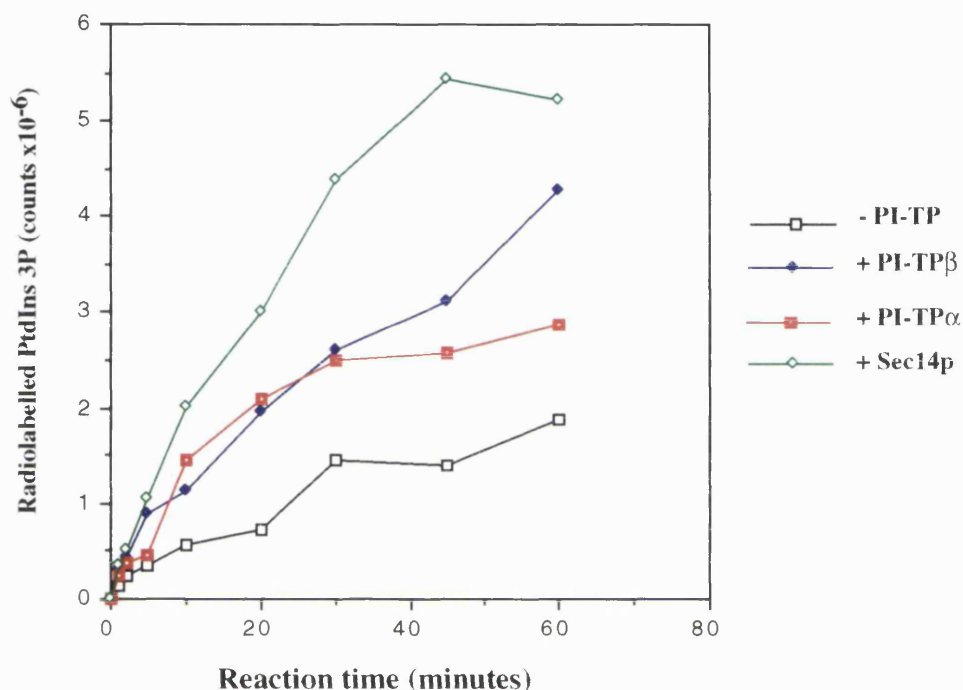 6
5
4
3
2
1
0
Radiolabelled PtdIns 3P (counts x10-6)
0 20 40 60 80
Reaction time (minutes)
- PI-TP
+ PI-TPβ
+ PI-TPα
+ Sec14p